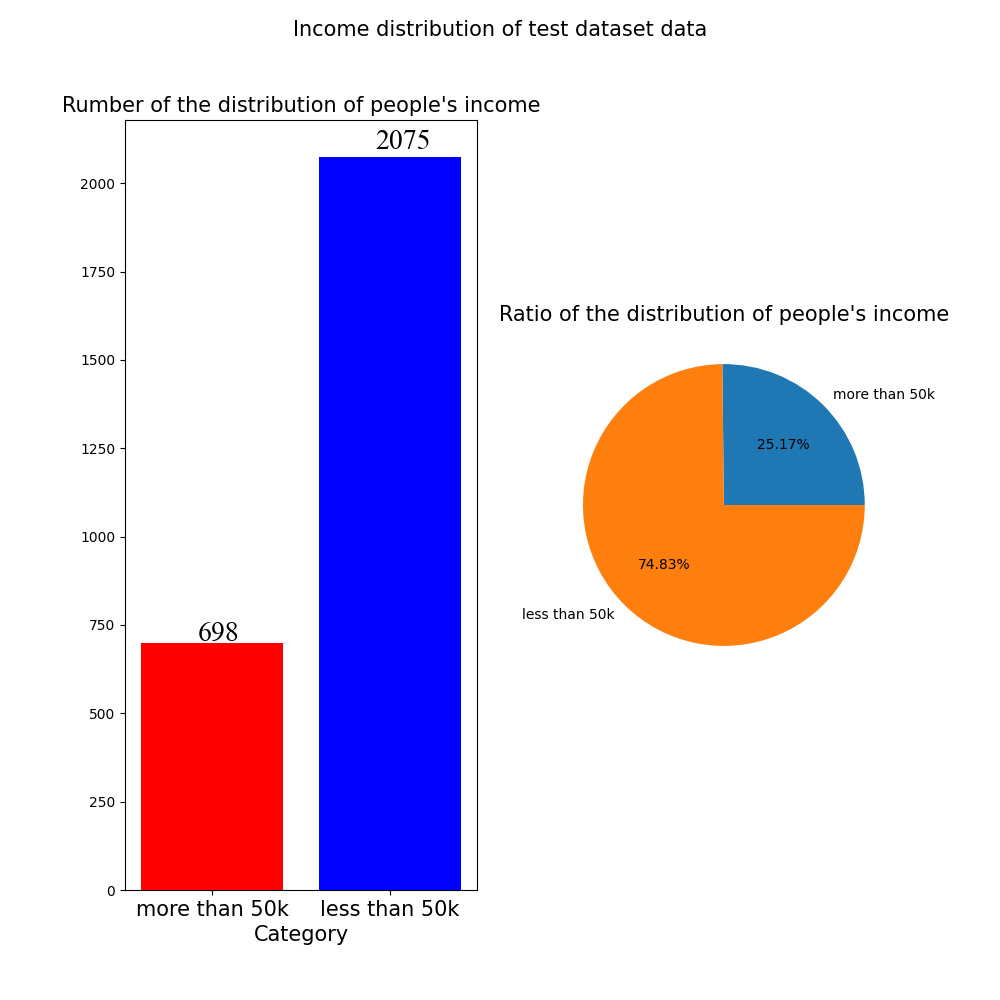 Income distribution of test dataset data
Rumber of the distribution of people's income
2075
698
2000
1750
1500
1250
1000
750
500
250
0
more than 50k
less than 50k
Category
Ratio of the distribution of people's income
more than 50k
25.17%
74.83%
less than 50k